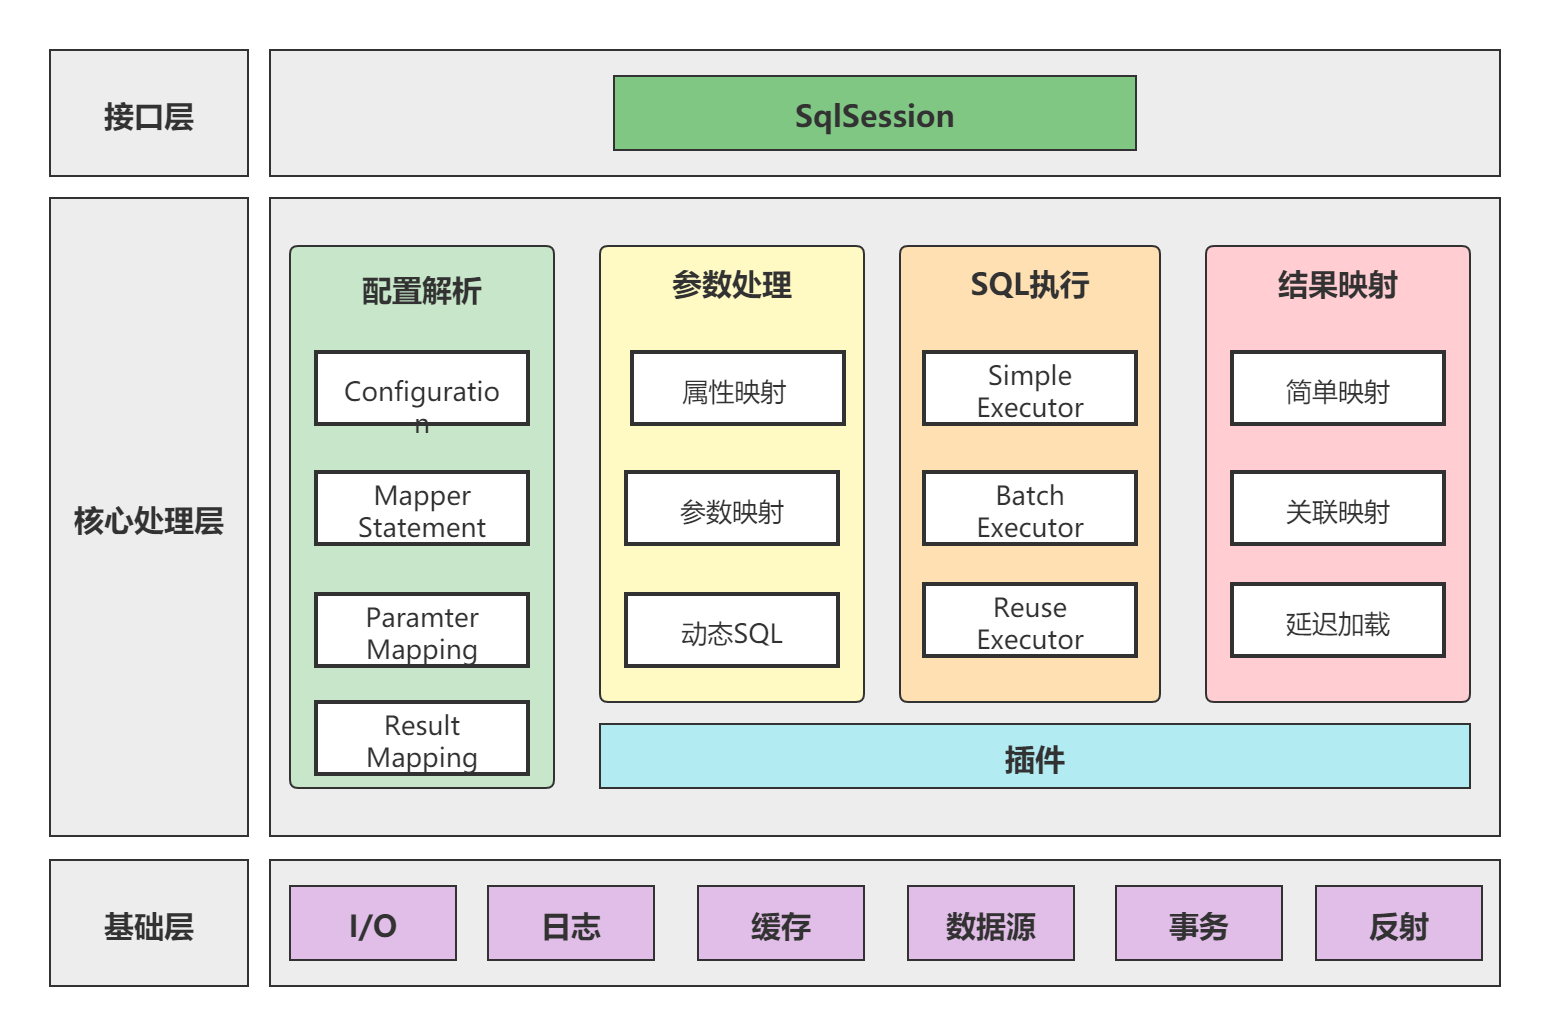 接口层
SqlSession
核心处理层
配置解析
Configuratio
n
Mapper
Statement
Paramter
Mapping
Result
Mapping
参数处理
属性映射
参数映射
动态SQL
SQL执行
Simple
Executor
Batch
Executor
Reuse
Executor
结果映射
简单映射
关联映射
延迟加载
插件
基础层
I/O
日志
缓存
数据源
事务
反射